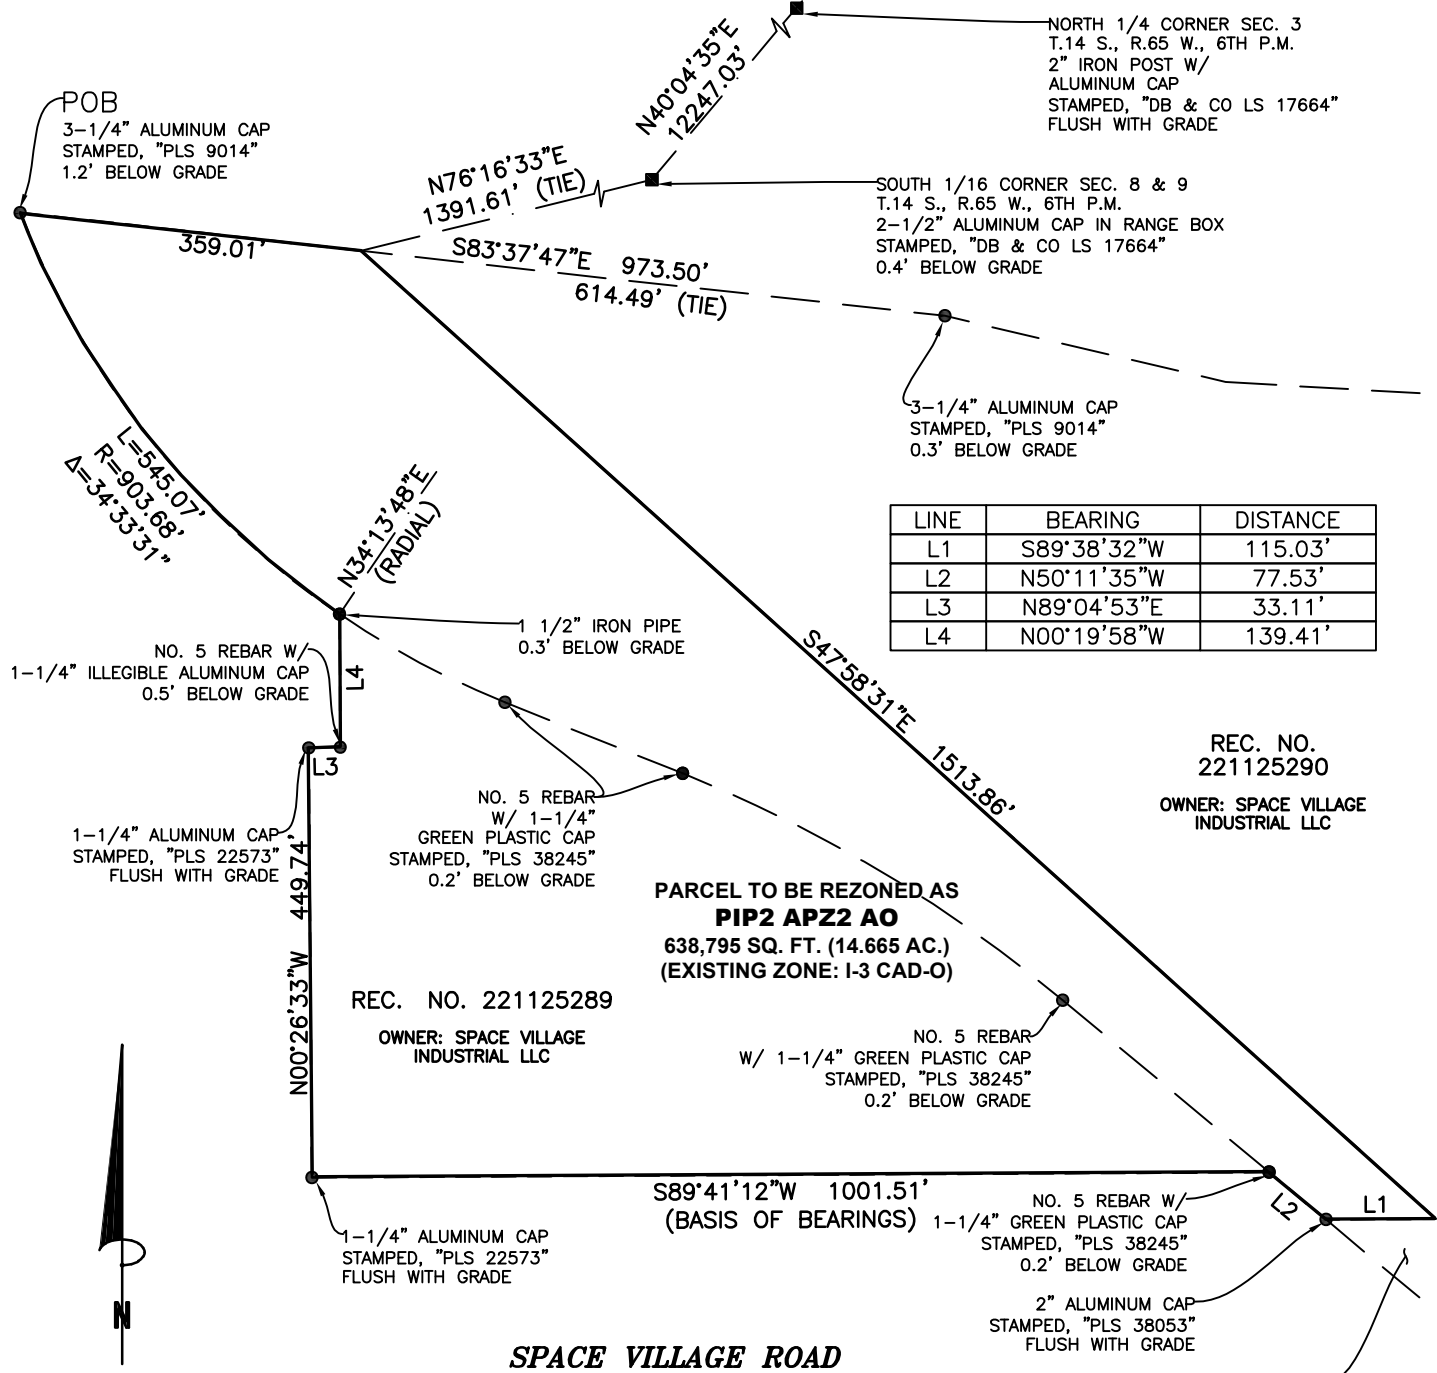 NORTH 1/4 CORNER SEC. 3
T.14 S., R.65 W., 6TH P.M.
2" IRON POST W/
ALUMINUM CAP
STAMPED, "DB & CO LS 17664"
FLUSH WITH GRADE
N40°04'35"E
12247.03'
POB
3-1/4" ALUMINUM CAP
STAMPED, "PLS 9014"
1.2' BELOW GRADE
N76°16'33"E
1391.61' (TIE)
SOUTH 1/16 CORNER SEC. 8 & 9
T.14 S., R.65 W., 6TH P.M.
2-1/2" ALUMINUM CAP IN RANGE BOX
STAMPED, "DB & CO LS 17664"
0.4' BELOW GRADE
359.01'
S83°37'47"E 973.50'
614.49' (TIE)
3-1/4" ALUMINUM CAP
STAMPED, "PLS 9014"
0.3' BELOW GRADE
L=545.07'
R=903.68'
Δ=34°33'31"
N34°13'48"E
(RADIAL)
LINE BEARING DISTANCE
L1 S89°38'32"W 115.03'
L2 N50°11'35"W 77.53'
L3 N89°04'53"E 33.11'
L4 N00°19'58"W 139.41'
1 1/2" IRON PIPE
0.3' BELOW GRADE
NO. 5 REBAR W/
1-1/4" ILLEGIBLE ALUMINUM CAP
0.5' BELOW GRADE
L4
L3
S47°58'31"E 1513.86'
REC. NO.
221125290
OWNER: SPACE VILLAGE
INDUSTRIAL LLC
NO. 5 REBAR
W/ 1-1/4"
GREEN PLASTIC CAP
STAMPED, "PLS 38245"
0.2' BELOW GRADE
1-1/4" ALUMINUM CAP
STAMPED, "PLS 22573"
FLUSH WITH GRADE
N00°26'33"W 449.74'
PARCEL TO BE REZONED AS
PIP2 APZ2 AO
638,795 SQ. FT. (14.665 AC.)
(EXISTING ZONE: I-3 CAD-O)
REC. NO. 221125289
OWNER: SPACE VILLAGE
INDUSTRIAL LLC
NO. 5 REBAR
W/ 1-1/4" GREEN PLASTIC CAP
STAMPED, "PLS 38245"
0.2' BELOW GRADE
S89°41'12"W 1001.51'
(BASIS OF BEARINGS)
NO. 5 REBAR W/
1-1/4" GREEN PLASTIC CAP
STAMPED, "PLS 38245"
0.2' BELOW GRADE
L2
L1
1-1/4" ALUMINUM CAP
STAMPED, "PLS 22573"
FLUSH WITH GRADE
2" ALUMINUM CAP
STAMPED, "PLS 38053"
FLUSH WITH GRADE
N
SPACE VILLAGE ROAD